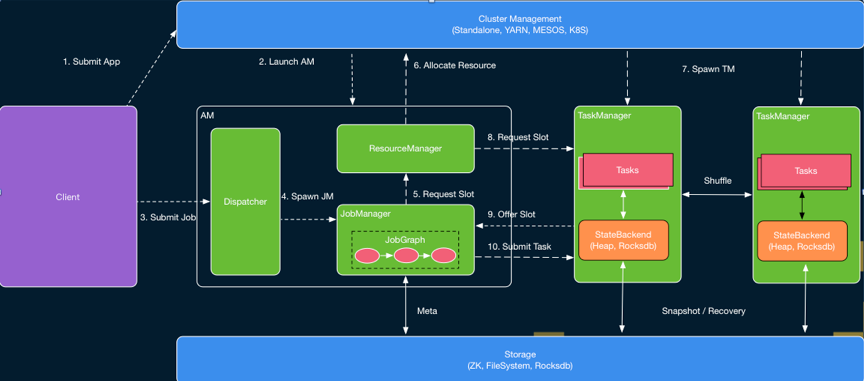 Cluster Management
(Standalone, YARN, MESOS, K8S)
1. Submit App
2. Launch AM
6. Allocate Resource
7. Spawn TM
AM
TaskManager
TaskManager
ResourceManager
8. Request Slot
Tasks
Tasks
Client
Dispatcher
4. Spawn JM
5. Request Slot
Shuffle
3. Submit Job
JobManager
9. Offer Slot
StateBackend
(Heap, Rocksdb)
StateBackend
(Heap, Rocksdb)
JobGraph
10. Submit Task
Meta
Snapshot / Recovery
Storage
(ZK, FileSystem, Rocksdb)